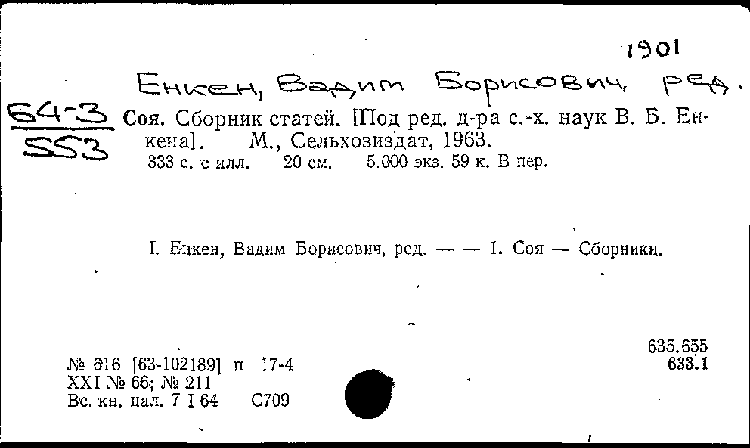 1901
Енкен, Вадим Борисович, ред.
64-3
553
Соя. Сборник статей. [Под ред. д-ра с.-х. наук В. Б. Ен-
кена]. М., Сельхозиздат, 1963.
333 с. с илл. 20 см. 5.000 экз. 59 к. В пер.
I. Енкен, Вадим Борисович, ред. — — 1. Соя — Сборники.
635.655
№ 816 [63-102189] п 17-4 633.1
XXI № 66; № 211
Вс. кн. пал. 7 I 64 С709